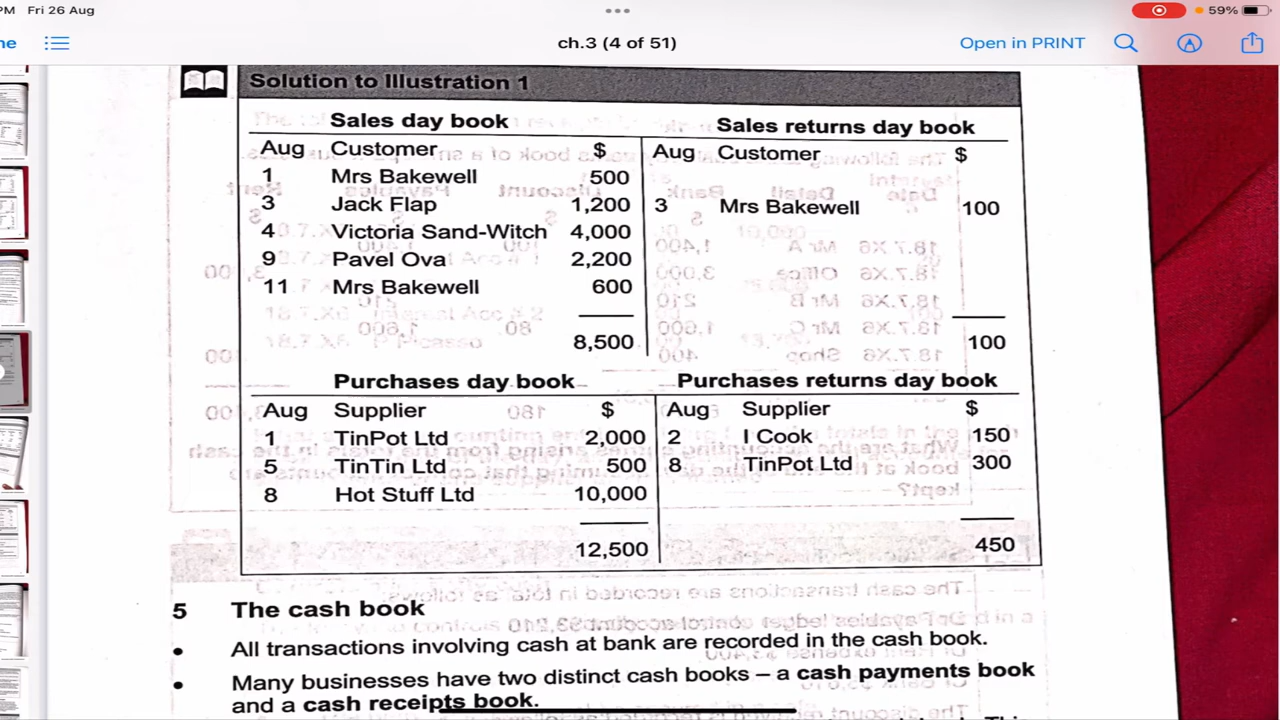 PM Fri 26 Aug
59%
ne
ch.3 (4 of 51)
Open in PRINT
Solution to Illustration 1
Sales day book
Aug Customer $
1 Mrs Bakewell 500
3 Jack Flap 1,200
4 Victoria Sand-Witch 4,000
9 Pavel Ova 2,200
11 Mrs Bakewell 600
8,500
Sales returns day book
Aug Customer $
3 Mrs Bakewell 100
100
Purchases day book
Aug Supplier $
1 TinPot Ltd 2,000
5 TinTin Ltd 500
8 Hot Stuff Ltd 10,000
12,500
Purchases returns day book
Aug Supplier $
2 I Cook 150
8 TinPot Ltd 300
450
5 The cash book
• All transactions involving cash at bank are recorded in the cash book.
• Many businesses have two distinct cash books – a cash payments book
and a cash receipts book.